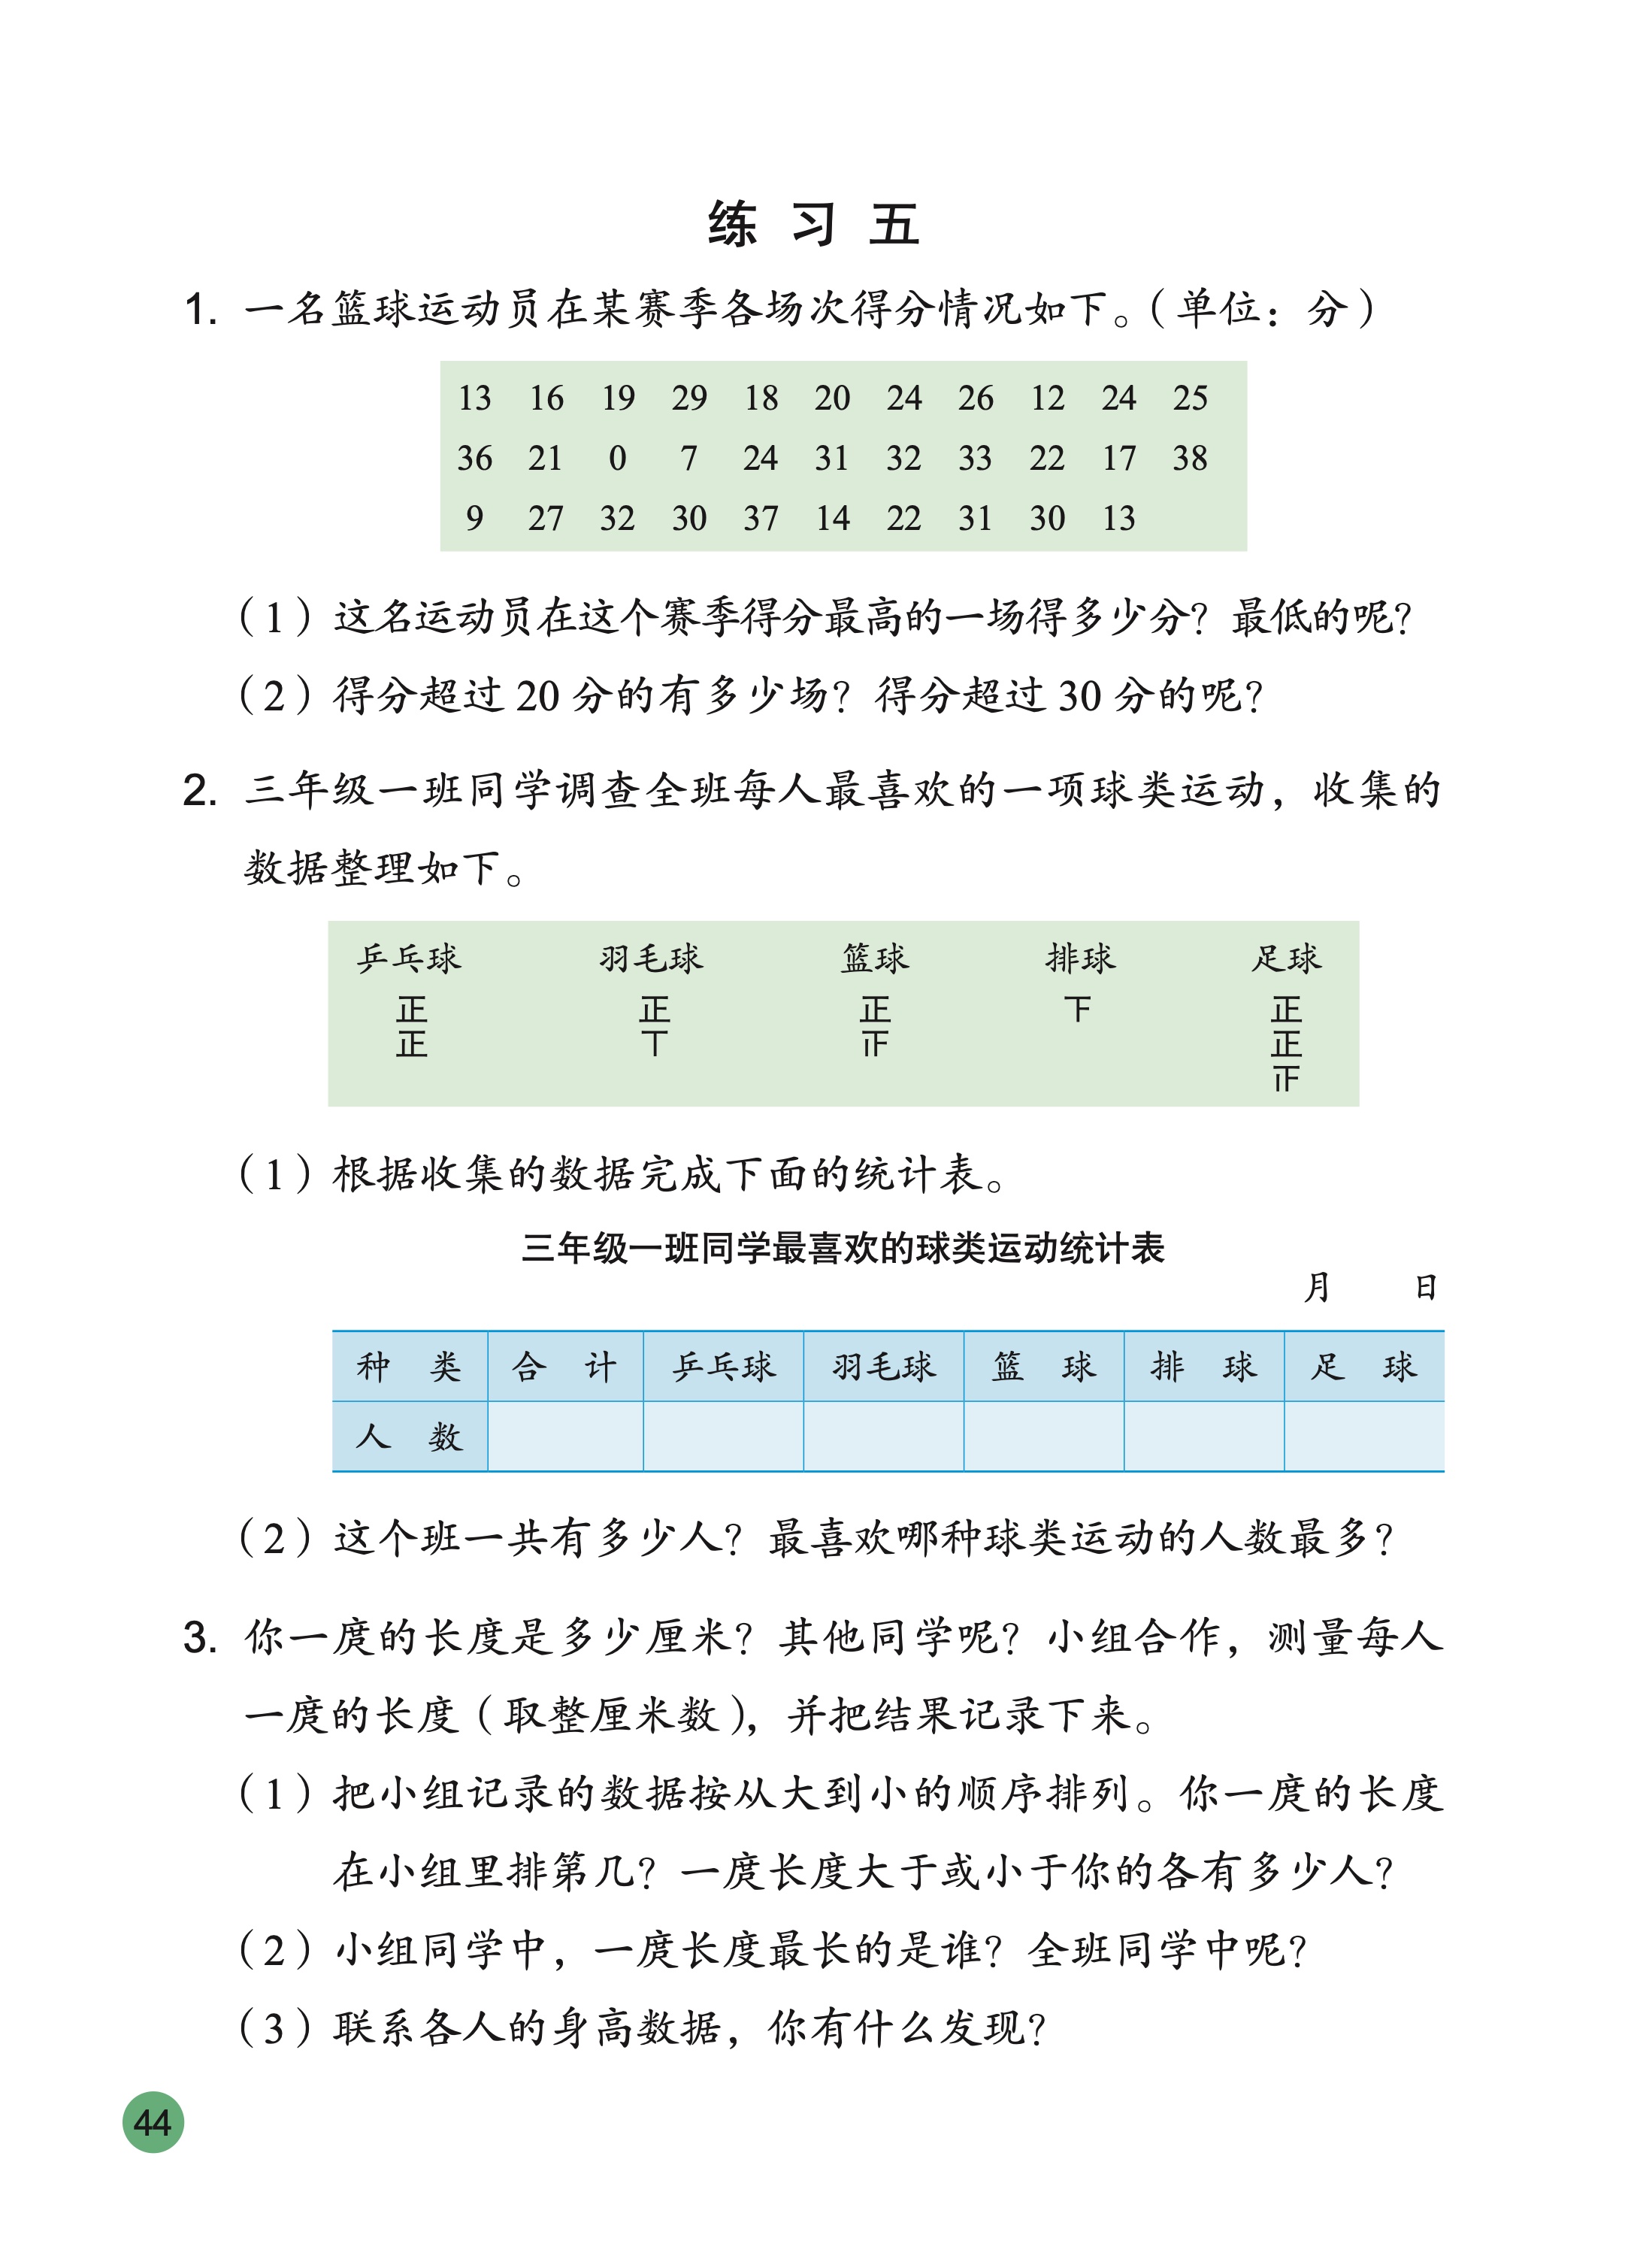 练 习 五
1. 一名篮球运动员在某赛季各场次得分情况如下。（单位：分）
13 16 19 29 18 20 24 26 12 24 25
36 21 0 7 24 31 32 33 22 17 38
9 27 32 30 37 14 22 31 30 13
（1）这名运动员在这个赛季得分最高的一场得多少分？最低的呢？
（2）得分超过 20 分的有多少场？得分超过 30 分的呢？
2. 三年级一班同学调查全班每人最喜欢的一项球类运动，收集的
数据整理如下。
乒乓球 羽毛球 篮球 排球 足球
正 正 正 下 正
正 丅 正
（1）根据收集的数据完成下面的统计表。
三年级一班同学最喜欢的球类运动统计表
月 日
种 类 合 计 乒乓球 羽毛球 篮 球 排 球 足 球
人 数
（2）这个班一共有多少人？最喜欢哪种球类运动的人数最多？
3. 你一庹的长度是多少厘米？其他同学呢？小组合作，测量每人
一庹的长度（取整厘米数），并把结果记录下来。
（1）把小组记录的数据按从大到小的顺序排列。你一庹的长度
在小组里排第几？一庹长度大于或小于你的各有多少人？
（2）小组同学中，一庹长度最长的是谁？全班同学中呢？
（3）联系各人的身高数据，你有什么发现？
44